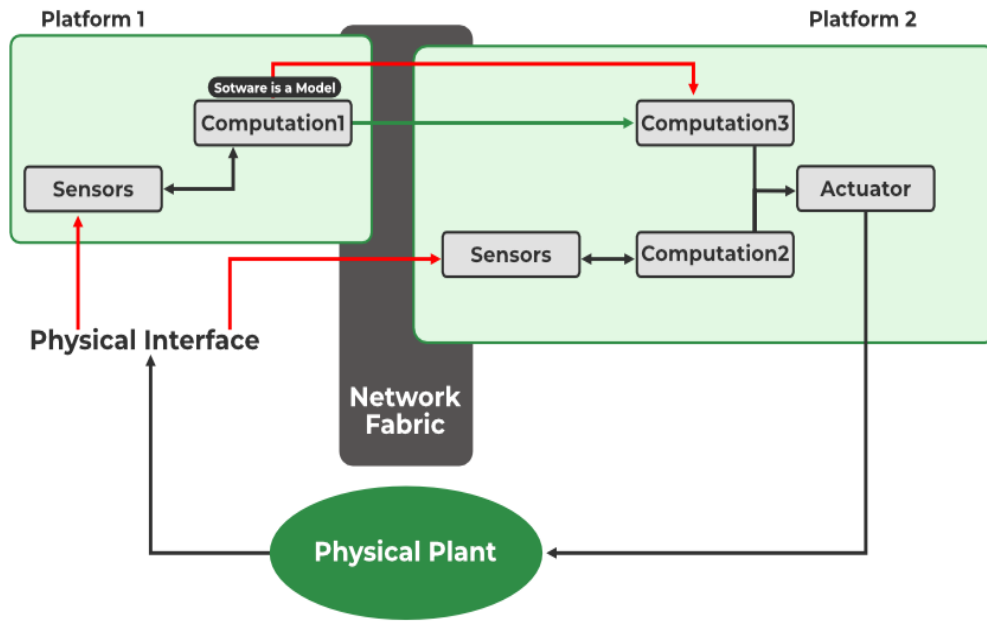 Platform 1
Platform 2
Sotware is a Model
Computation1
Computation3
Sensors
Actuator
Sensors
Computation2
Physical Interface
Network
Fabric
Physical Plant